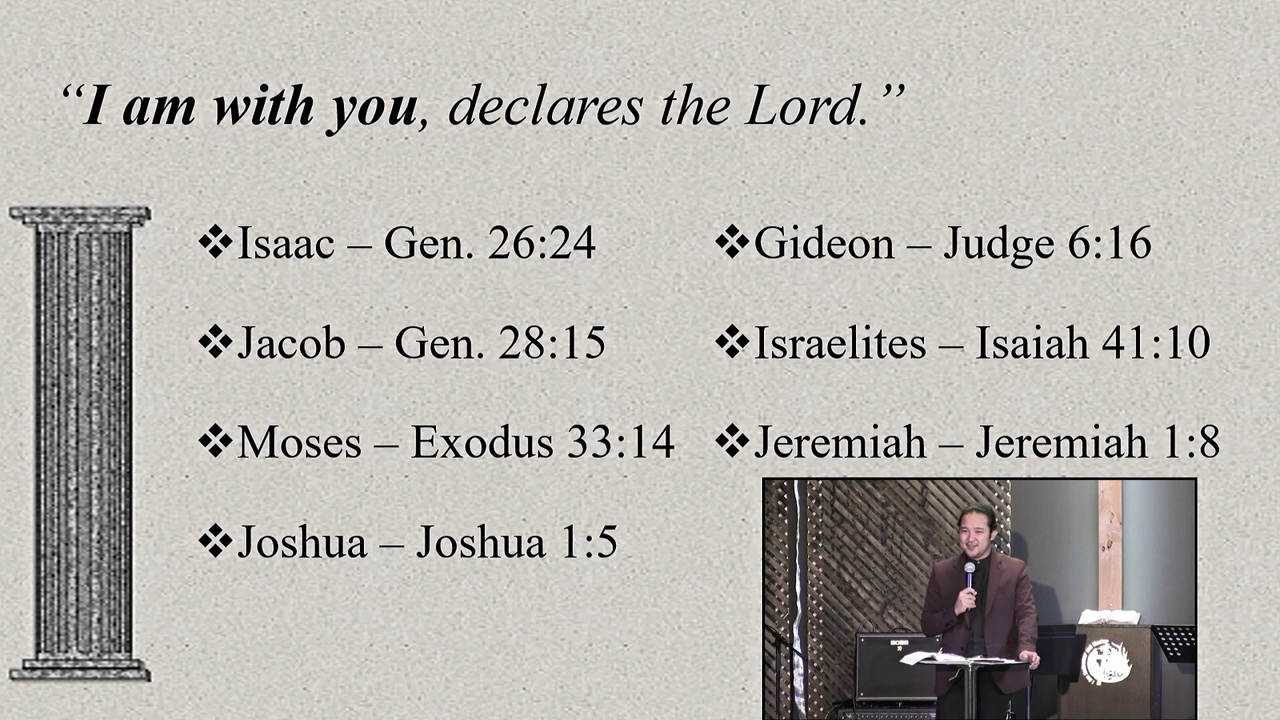 “I am with you, declares the Lord.”
❖Isaac – Gen. 26:24
❖Jacob – Gen. 28:15
❖Moses – Exodus 33:14
❖Joshua – Joshua 1:5
❖Gideon – Judge 6:16
❖Israelites – Isaiah 41:10
❖Jeremiah – Jeremiah 1:8
BOSS